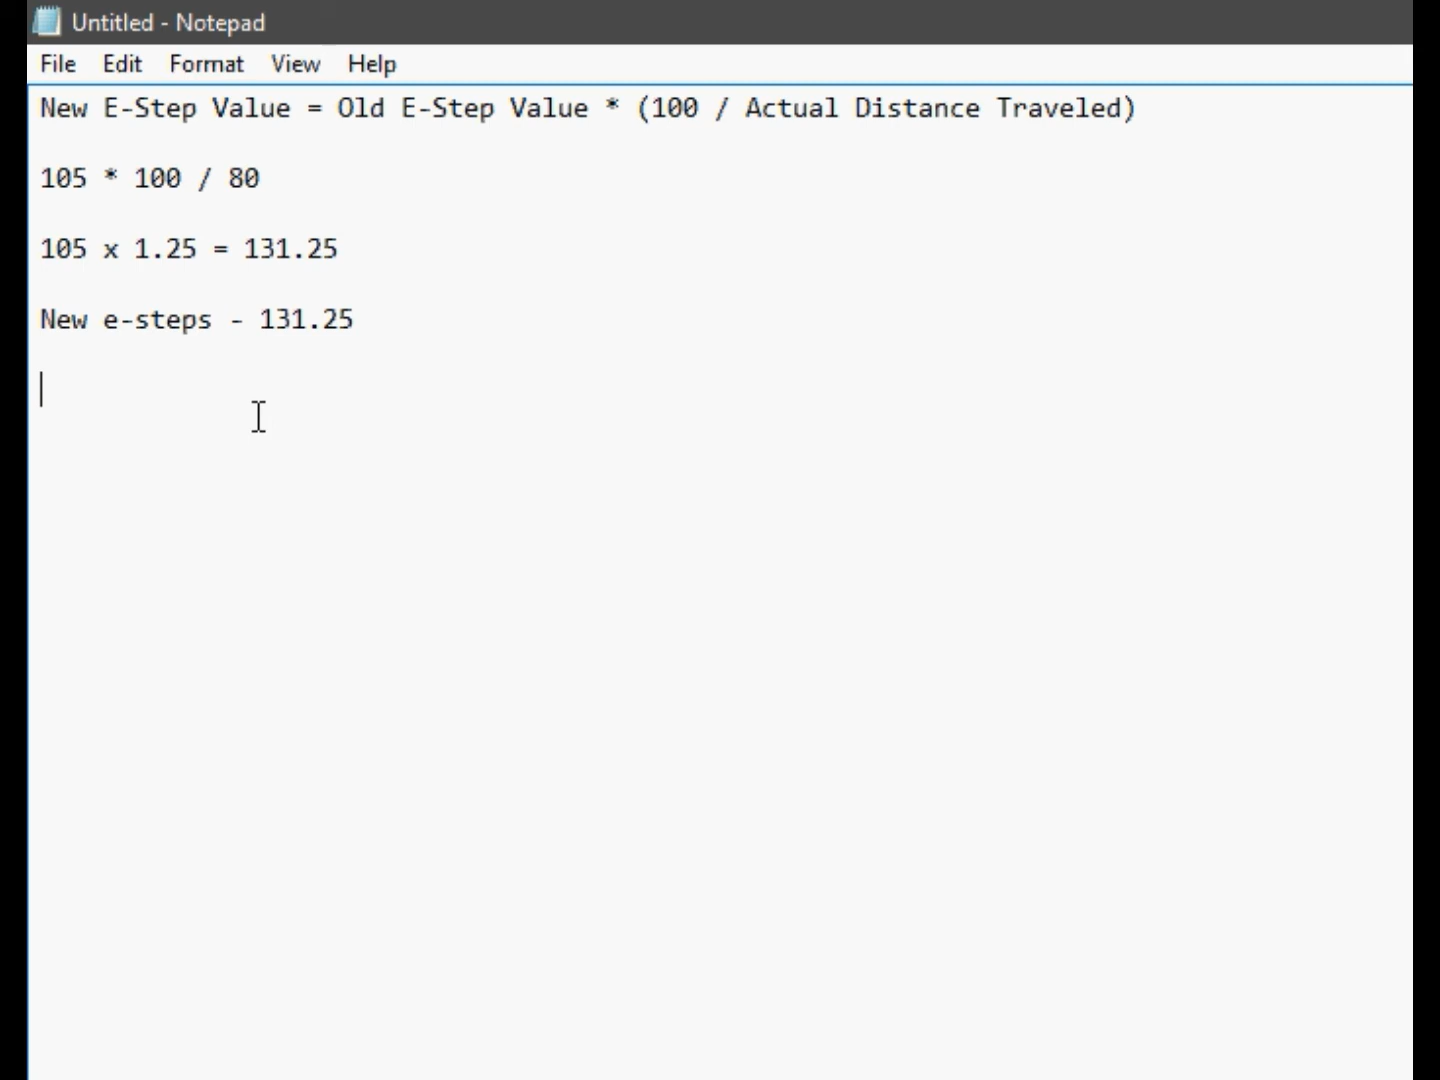 Untitled - Notepad
File Edit Format View Help
New E-Step Value = Old E-Step Value * (100 / Actual Distance Traveled)
105 * 100 / 80
105 x 1.25 = 131.25
New e-steps - 131.25